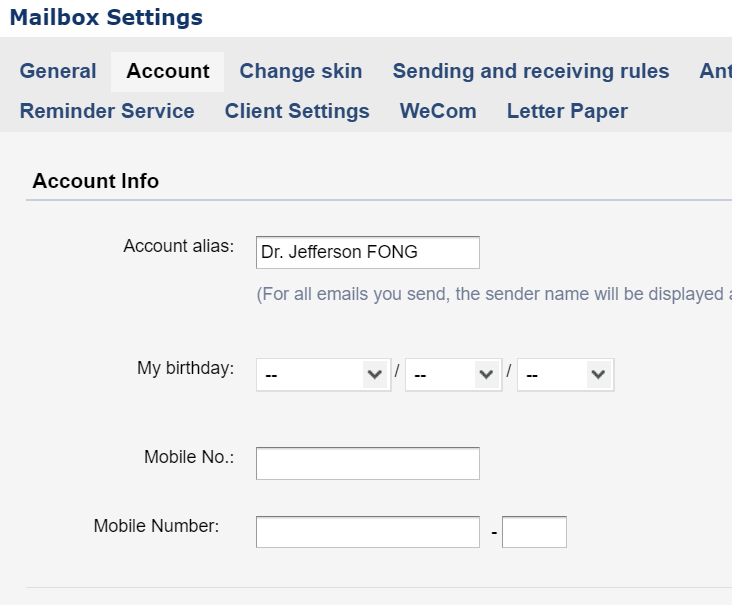 Mailbox Settings
General Account Change skin Sending and receiving rules Ant
Reminder Service Client Settings WeCom Letter Paper
Account Info
Account alias: Dr. Jefferson FONG
(For all emails you send, the sender name will be displayed
My birthday: -- / -- / --
Mobile No.:
Mobile Number: -